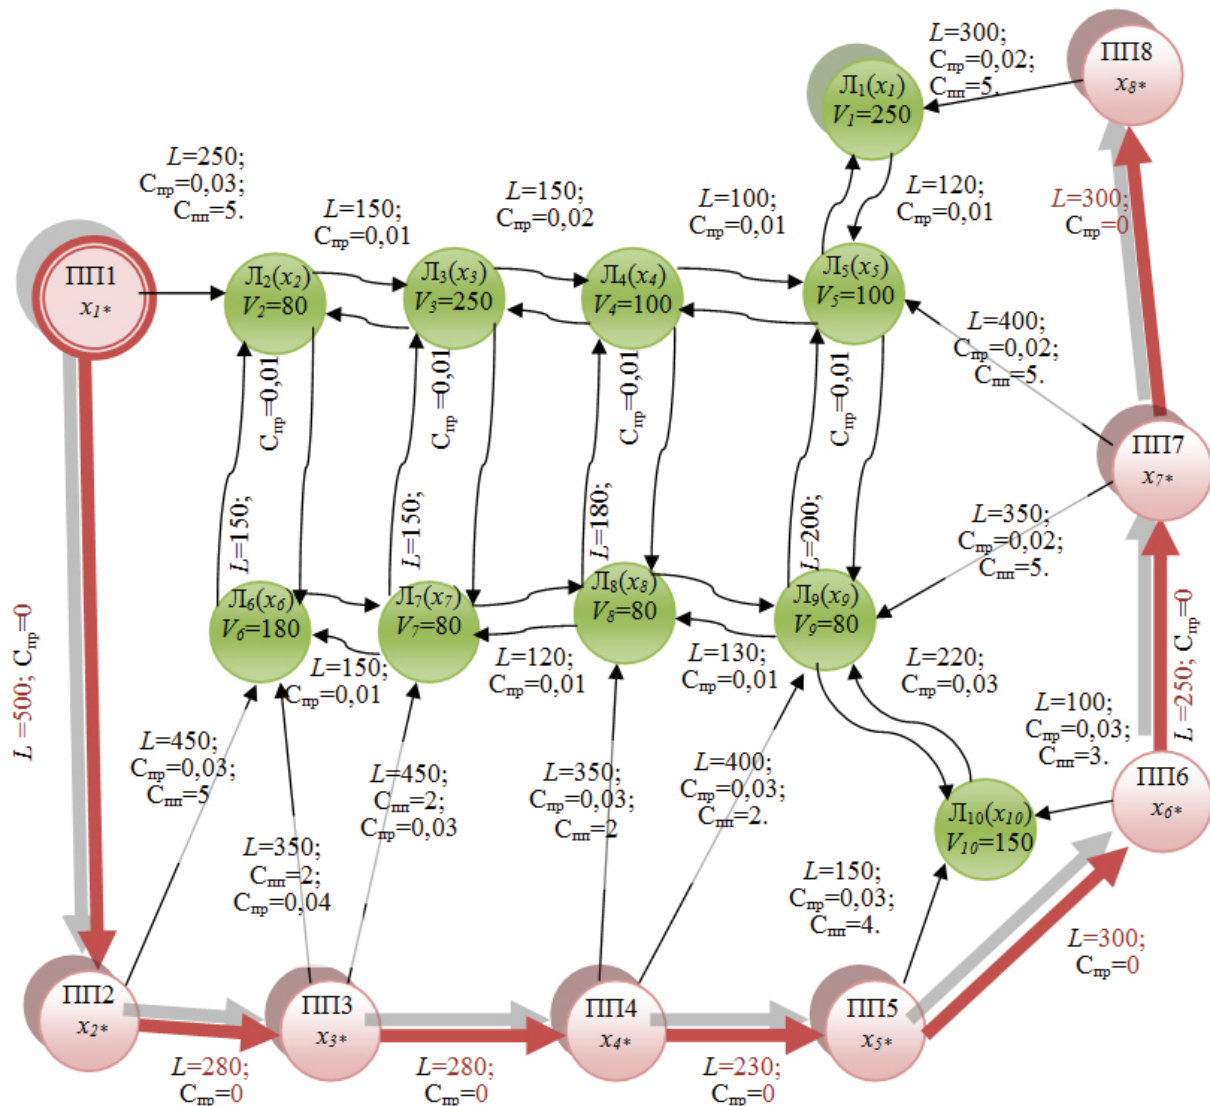 L=300;
Cпр=0,02;
Cпп=5.
ПП8
x8*
Л1(x1)
V1=250
L=250;
Cпр=0,03;
Cпп=5.
L=150;
Cпр=0,01
L=150;
Cпр=0,02
L=100;
Cпр=0,01
L=120;
Cпр=0,01
L=300;
Cпр=0
ПП1
x1*
Л2(x2)
V2=80
Л3(x3)
V3=250
Л4(x4)
V4=100
Л5(x5)
V5=100
L=400;
Cпр=0,02;
Cпп=5.
L=150;
Cпр=0,01
L=150;
Cпр=0,01
L=180;
Cпр=0,01
L=200;
Cпр=0,01
ПП7
x7*
L=350;
Cпр=0,02;
Cпп=5.
Л6(x6)
V6=180
Л7(x7)
V7=80
Л8(x8)
V8=80
Л9(x9)
V9=80
L=150;
Cпр=0,01
L=120;
Cпр=0,01
L=130;
Cпр=0,01
L=220;
Cпр=0,03
L =500; Cпр=0
L =250; Cпр=0
L=100;
Cпр=0,03;
Cпп=3.
L=450;
Cпр=0,03;
Cпп=5
L=450;
Cпп=2;
Cпр=0,03
L=350;
Cпр=0,03;
Cпп=2
L=400;
Cпр=0,03;
Cпп=2.
ПП6
x6*
Л10(x10)
V10=150
L=350;
Cпп=2;
Cпр=0,04
L=150;
Cпр=0,03;
Cпп=4.
L=300;
Cпр=0
ПП2
x2*
ПП3
x3*
ПП4
x4*
ПП5
x5*
L=280;
Cпр=0
L=280;
Cпр=0
L=230;
Cпр=0